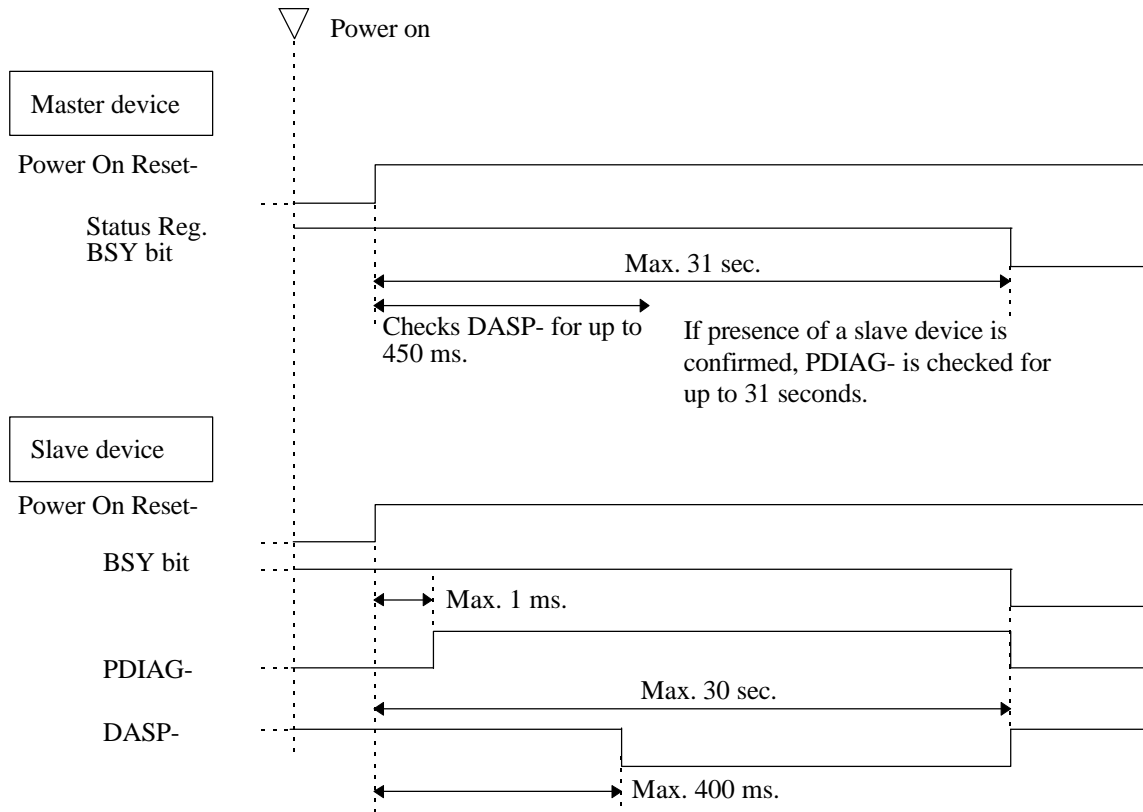 Power on
Master device
Power On Reset-
Status Reg.
BSY bit
Max. 31 sec.
Checks DASP- for up to
450 ms.
If presence of a slave device is
confirmed, PDIAG- is checked for
up to 31 seconds.
Slave device
Power On Reset-
BSY bit
Max. 1 ms.
PDIAG-
Max. 30 sec.
DASP-
Max. 400 ms.